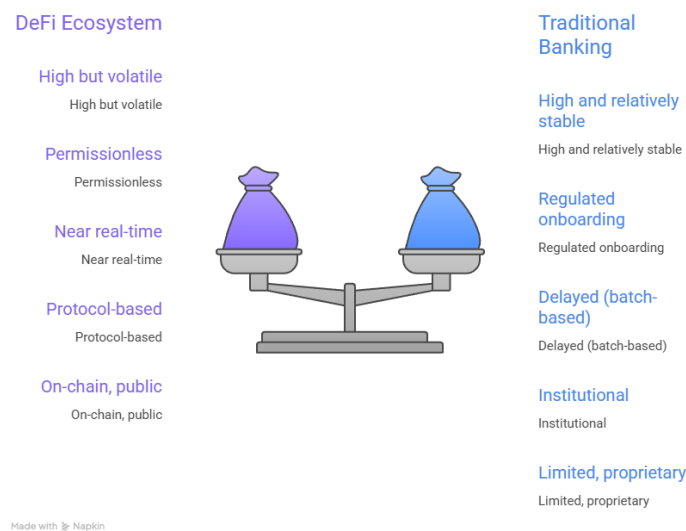 DeFi Ecosystem
High but volatile
High but volatile
Permissionless
Permissionless
Near real-time
Near real-time
Protocol-based
Protocol-based
On-chain, public
On-chain, public
Traditional
Banking
High and relatively
stable
High and relatively stable
Regulated
onboarding
Regulated onboarding
Delayed (batch-
based)
Delayed (batch-based)
Institutional
Institutional
Limited, proprietary
Limited, proprietary
Made with Napkin